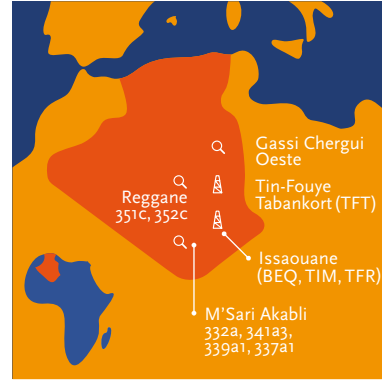 Gassi Chergui
Oeste
Reggane
351c, 352c
Tin-Fouye
Tabankort (TFT)
Issaouane
(BEQ, TIM, TFR)
M'Sari Akabli
332a, 341a3,
339a1, 337a1